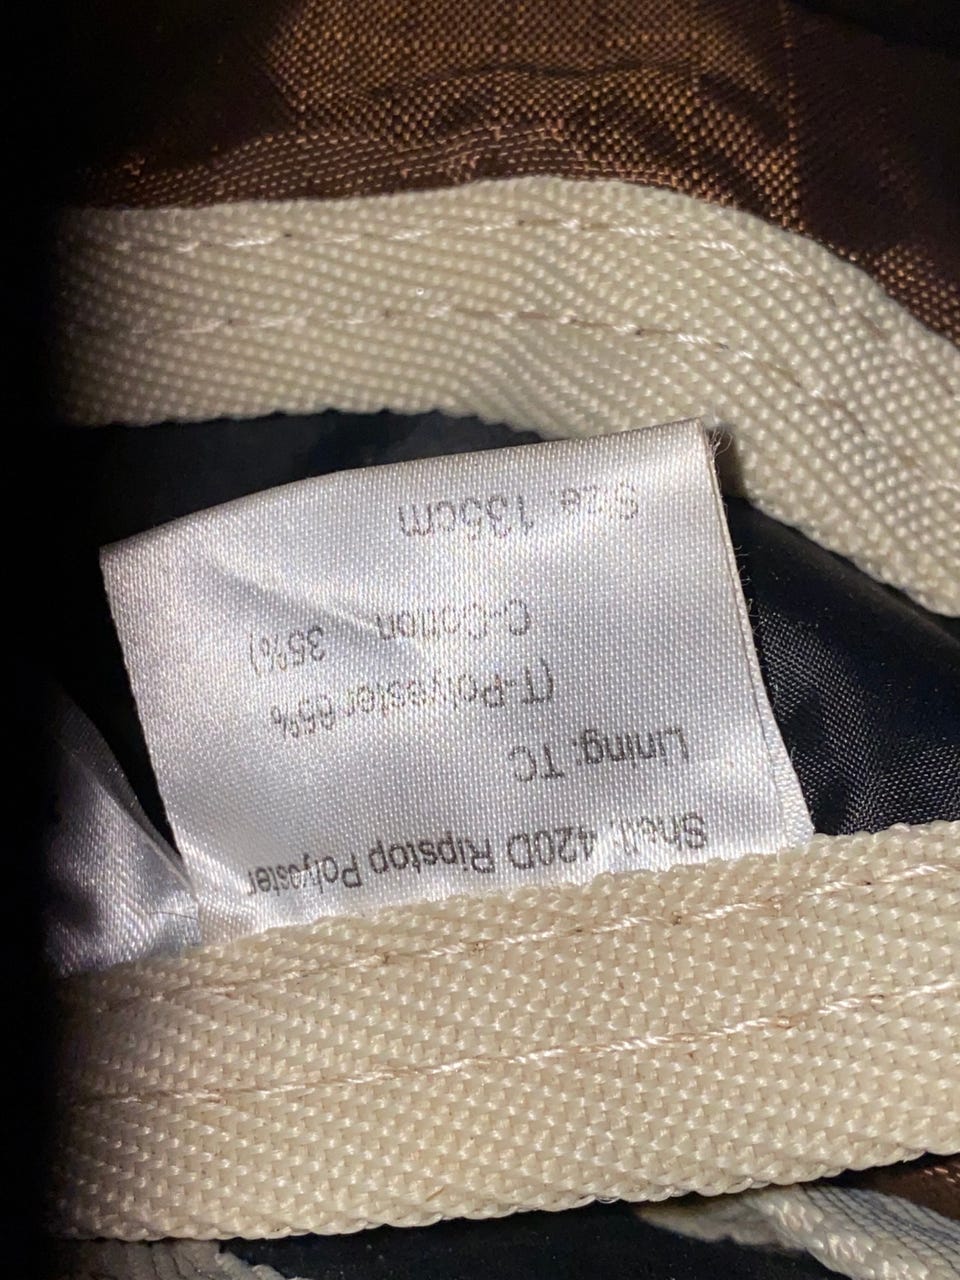 Shell: 420D Ripstop Polyester
Lining: TC
(T-Polyester 65%
C-Cotton 35%)
Size: 135cm